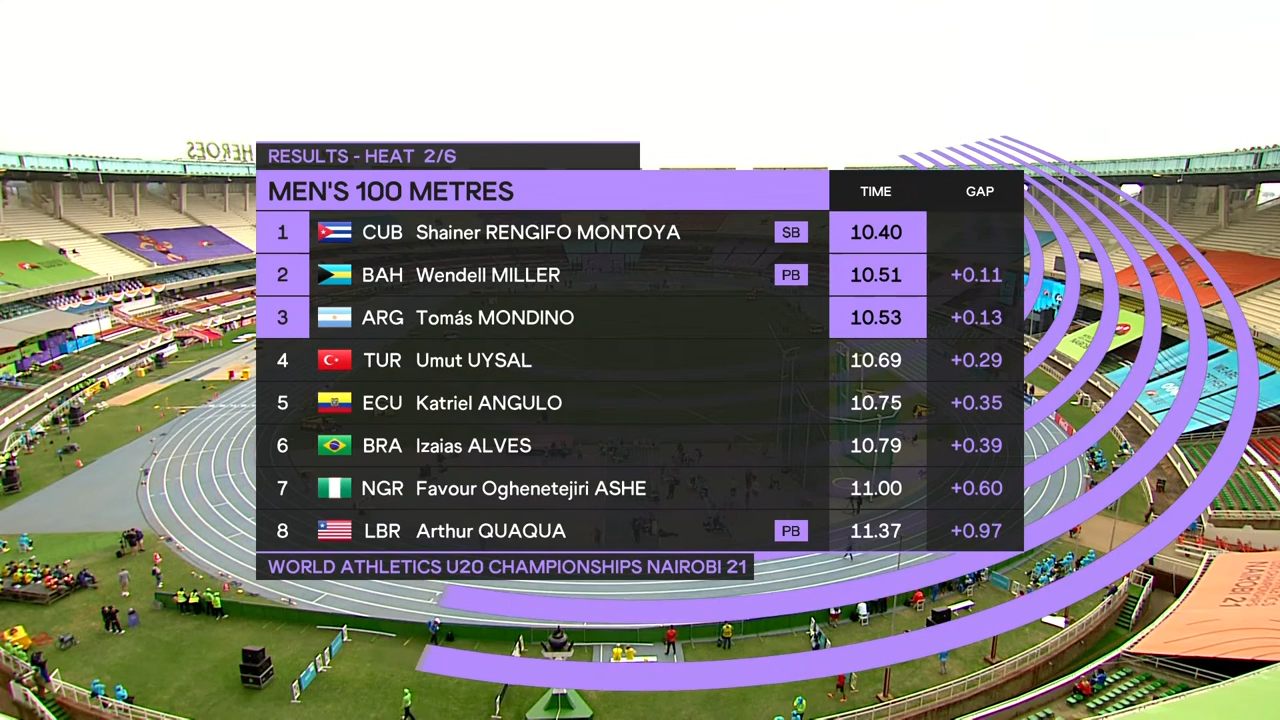 HEROES
RESULTS - HEAT 2/6
MEN'S 100 METRES TIME GAP
1 CUB Shainer RENGIFO MONTOYA SB 10.40
2 BAH Wendell MILLER PB 10.51 +0.11
3 ARG Tomás MONDINO 10.53 +0.13
4 TUR Umut UYSAL 10.69 +0.29
5 ECU Katriel ANGULO 10.75 +0.35
6 BRA Izaias ALVES 10.79 +0.39
7 NGR Favour Oghenetejiri ASHE 11.00 +0.60
8 LBR Arthur QUAQUA PB 11.37 +0.97
WORLD ATHLETICS U20 CHAMPIONSHIPS NAIROBI 21
NAIROBI 21